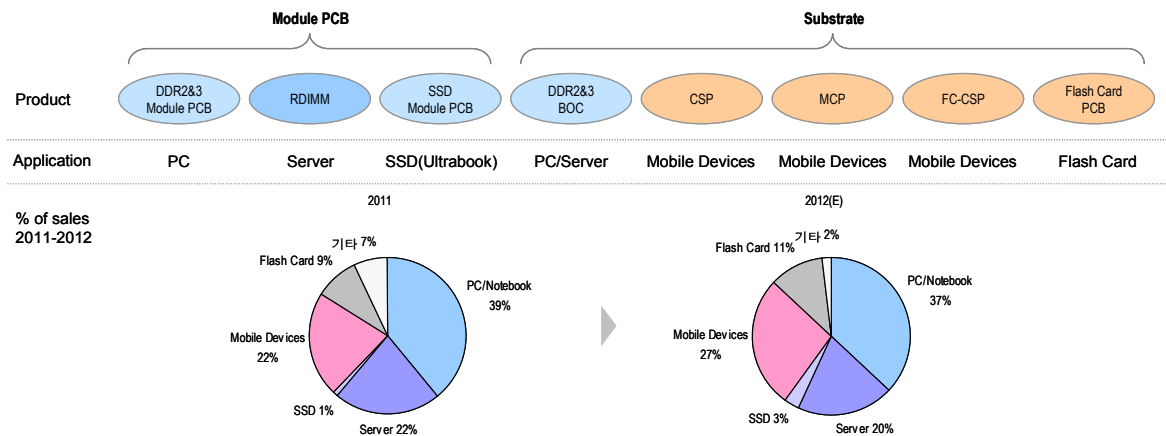 Module PCB
Substrate
Product
DDR2&3
Module PCB
RDIMM
SSD
Module PCB
DDR2&3
BOC
CSP
MCP
FC-CSP
Flash Card
PCB
Application
PC
Server
SSD(Ultrabook)
PC/Server
Mobile Devices
Mobile Devices
Mobile Devices
Flash Card
% of sales
2011-2012
2011
기타 7%
Flash Card 9%
PC/Notebook
39%
Mobile Devices
22%
SSD 1%
Server 22%
2012(E)
기타 2%
Flash Card 11%
PC/Notebook
37%
Mobile Devices
27%
SSD 3%
Server 20%